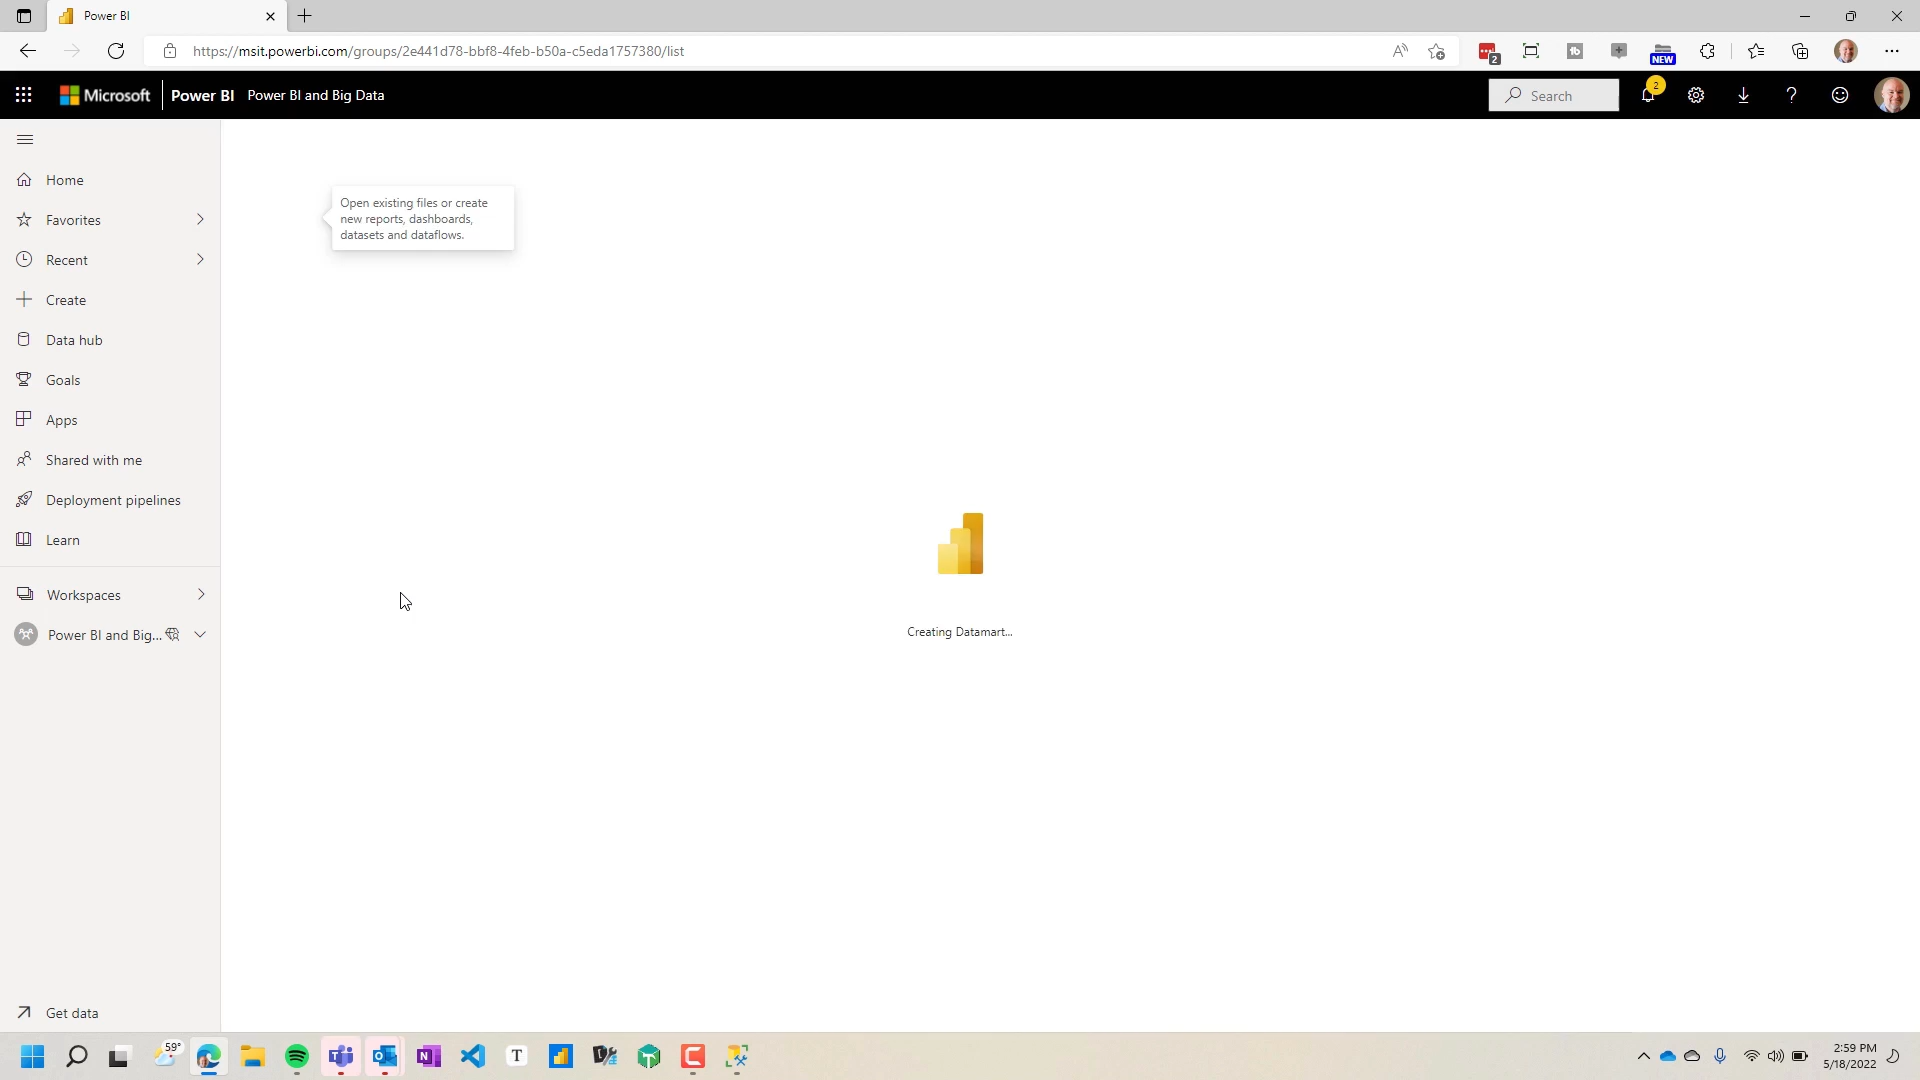 Power BI
https://msit.powerbi.com/groups/2e441d78-bbf8-4feb-b50a-c5eda1757380/list
2
NEW
Microsoft
Power BI
Power BI and Big Data
Search
2
Home
Favorites
Recent
Create
Data hub
Goals
Apps
Shared with me
Deployment pipelines
Learn
Workspaces
Power BI and Big...
Get data
Open existing files or create
new reports, dashboards,
datasets and dataflows.
Creating Datamart...
59°
2:59 PM
5/18/2022